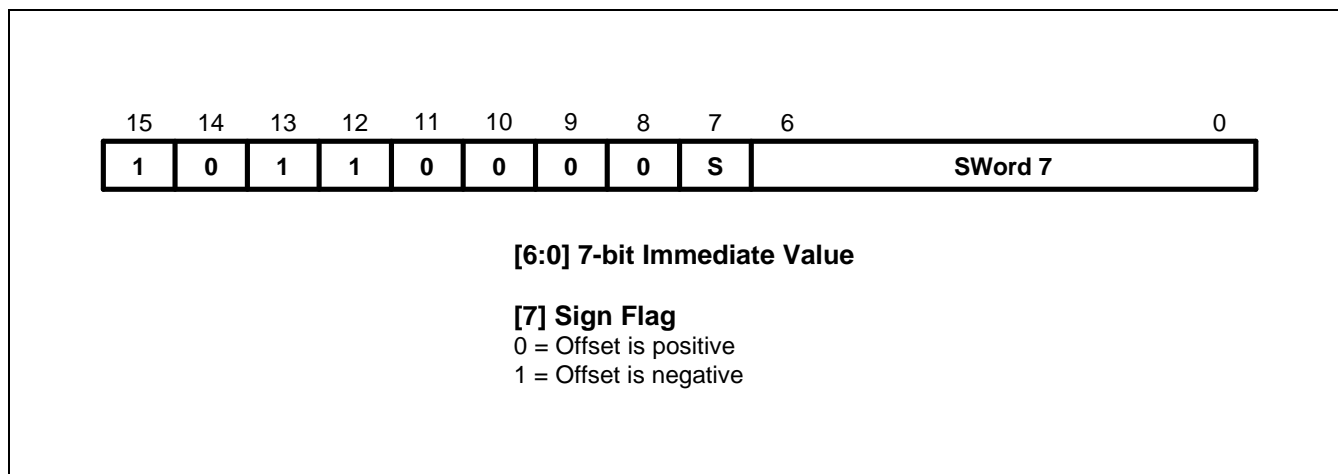 15 14 13 12 11 10 9 8 7 6 0
1 0 1 1 0 0 0 0 S SWord 7
[6:0] 7-bit Immediate Value
[7] Sign Flag
0 = Offset is positive
1 = Offset is negative